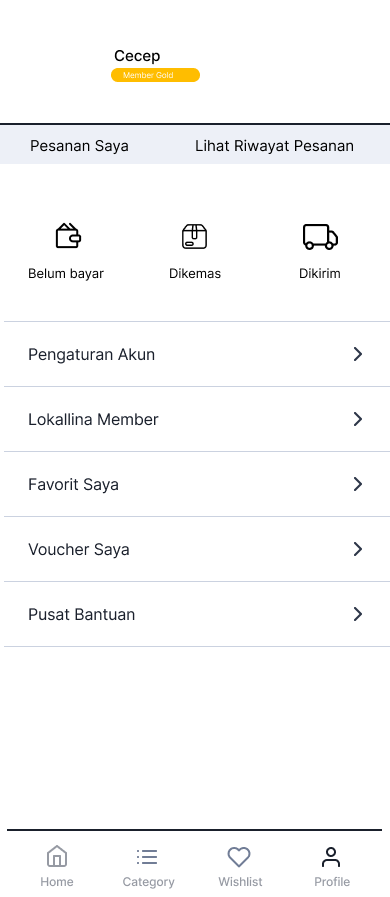 Cecep
Member Gold
Pesanan Saya Lihat Riwayat Pesanan
Belum bayar Dikemas Dikirim
Pengaturan Akun
Lokallina Member
Favorit Saya
Voucher Saya
Pusat Bantuan
Home Category Wishlist Profile